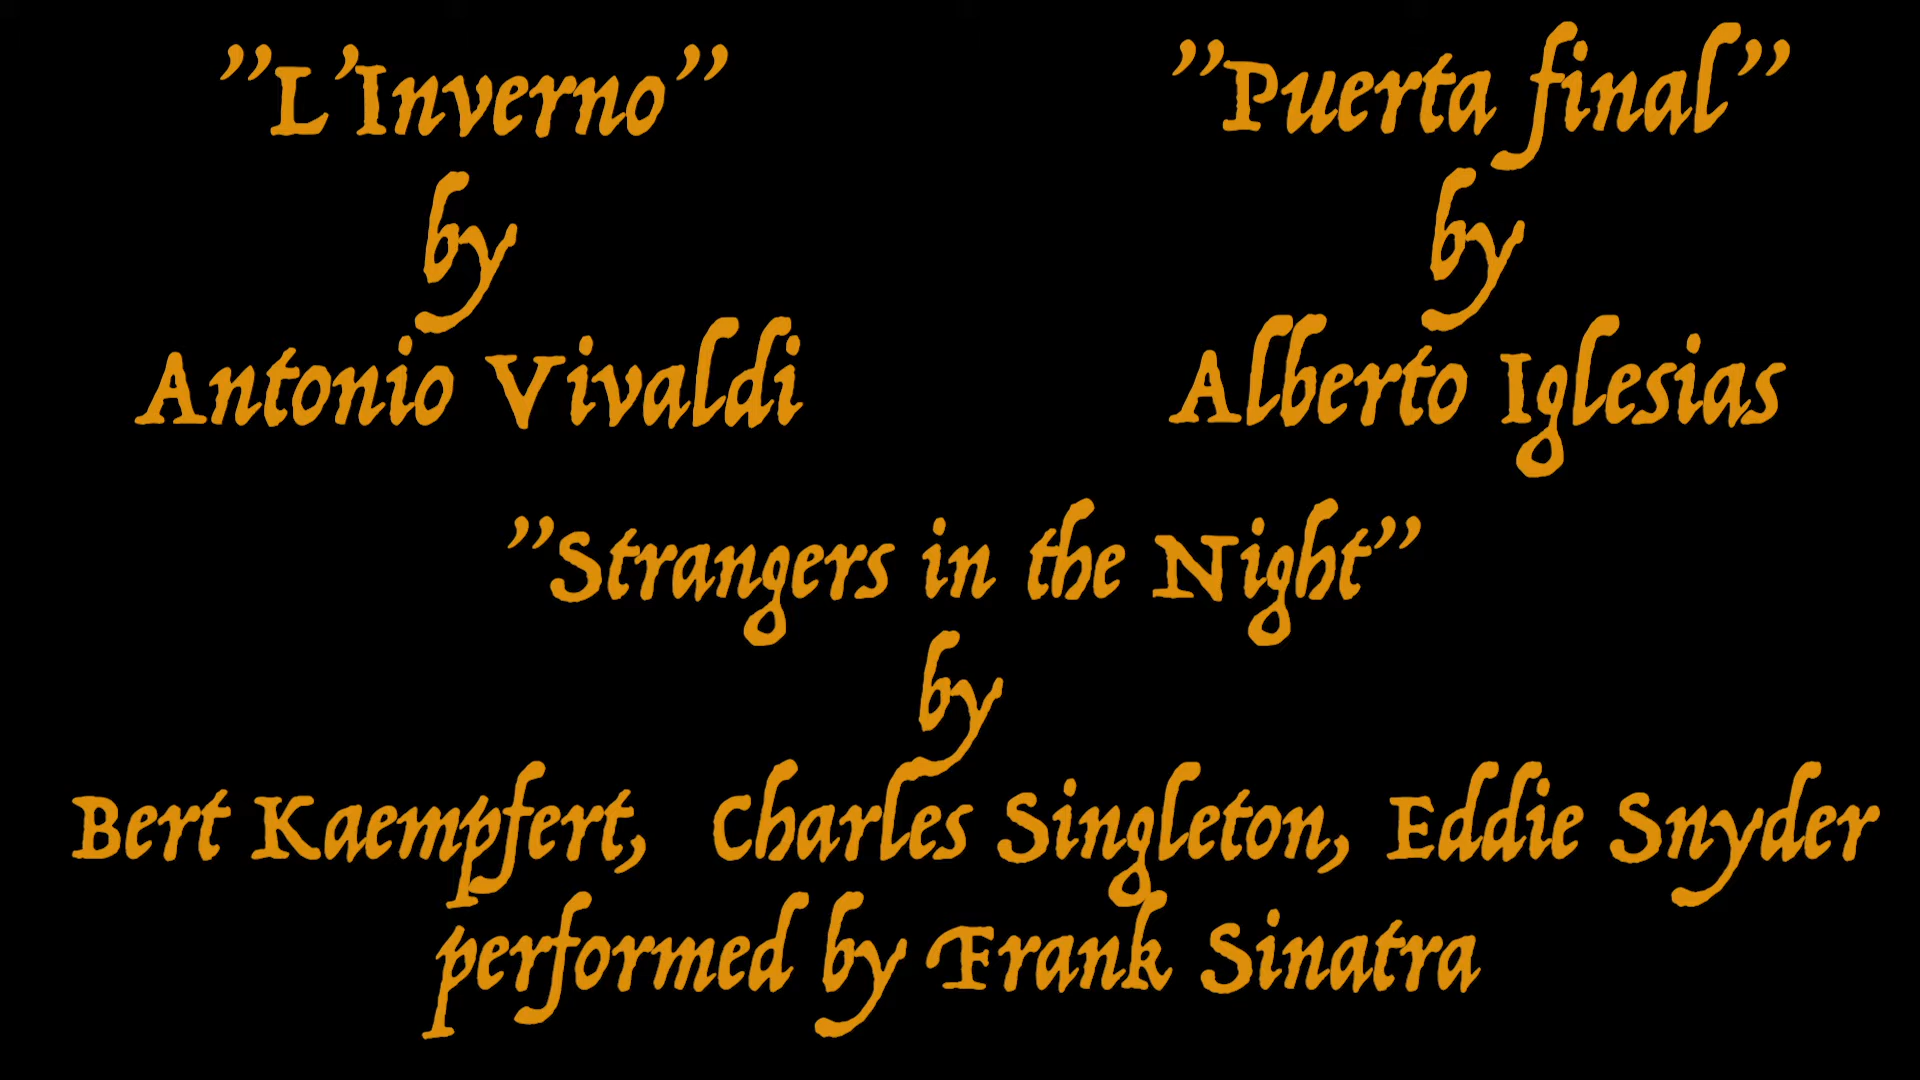 "L'Inverno"
by
Antonio Vivaldi
"Puerta final"
by
Alberto Iglesias
"Strangers in the Night"
by
Bert Kaempfert, Charles Singleton, Eddie Snyder
performed by Frank Sinatra